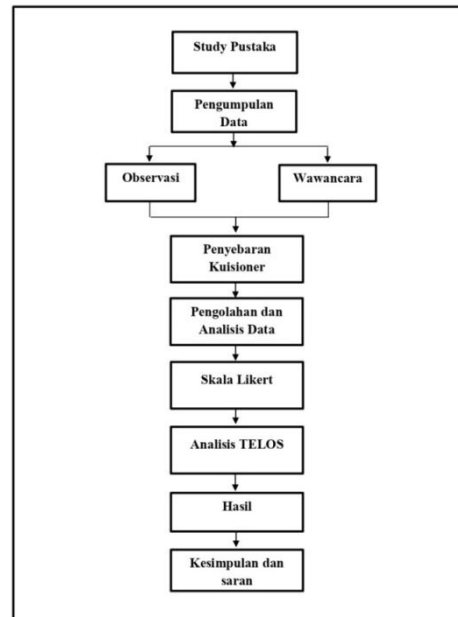 Study Pustaka
Pengumpulan
Data
Observasi
Wawancara
Penyebaran
Kuisioner
Pengolahan dan
Analisis Data
Skala Likert
Analisis TELOS
Hasil
Kesimpulan dan
saran